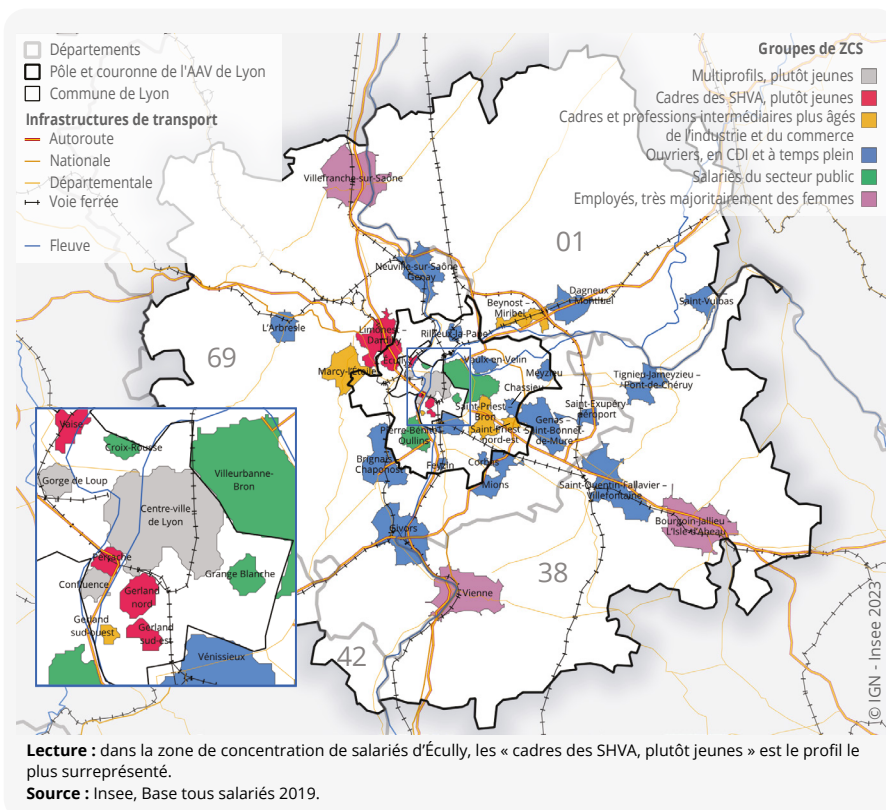 Départements
Pôle et couronne de l'AAV de Lyon
Commune de Lyon
Infrastructures de transport
Autoroute
Nationale
Départementale
Voie ferrée
Fleuve
Groupes de ZCS
Multiprofils, plutôt jeunes
Cadres des SHVA, plutôt jeunes
Cadres et professions intermédiaires plus âgés
de l'industrie et du commerce
Ouvriers, en CDI et à temps plein
Salariés du secteur public
Employés, très majoritairement des femmes
Villefranche-sur-Saône
01
Neuville-sur-Saône
Genay
Dagneux –
Montluel
Beynost –
Miribel
Saint-Vulbas
L'Arbresle
Limonest
Dardilly
Rillieux-la-Pape
69
Écully
Vaulx-en-Velin
Marcy-l'Étoile
Meyzieu
Tignieu-Jameyzieu –
Pont-de-Chéruy
Chassieu
Saint-Priest –
Bron
Saint-Exupéry
aéroport
Pierre-Bénite
Oullins
Saint-Priest
nord-est
Genas –
Saint-Bonnet-
de-Mure
Brignais
Chaponost
Feyzin
Corbas
Mions
Saint-Quentin-Fallavier –
Villefontaine
Givors
Bourgoin-Jallieu
L'Isle-d'Abeau
38
Vienne
42
Vaise
Croix-Rousse
Villeurbanne-
Bron
Gorge de Loup
Centre-ville
de Lyon
Perrache
Grange Blanche
Confluence
Gerland
nord
Gerland
sud-ouest
Gerland
sud-est
Vénissieux
© IGN - Insee 2023
Lecture : dans la zone de concentration de salariés d'Écully, les « cadres des SHVA, plutôt jeunes » est le profil le
plus surreprésenté.
Source : Insee, Base tous salariés 2019.